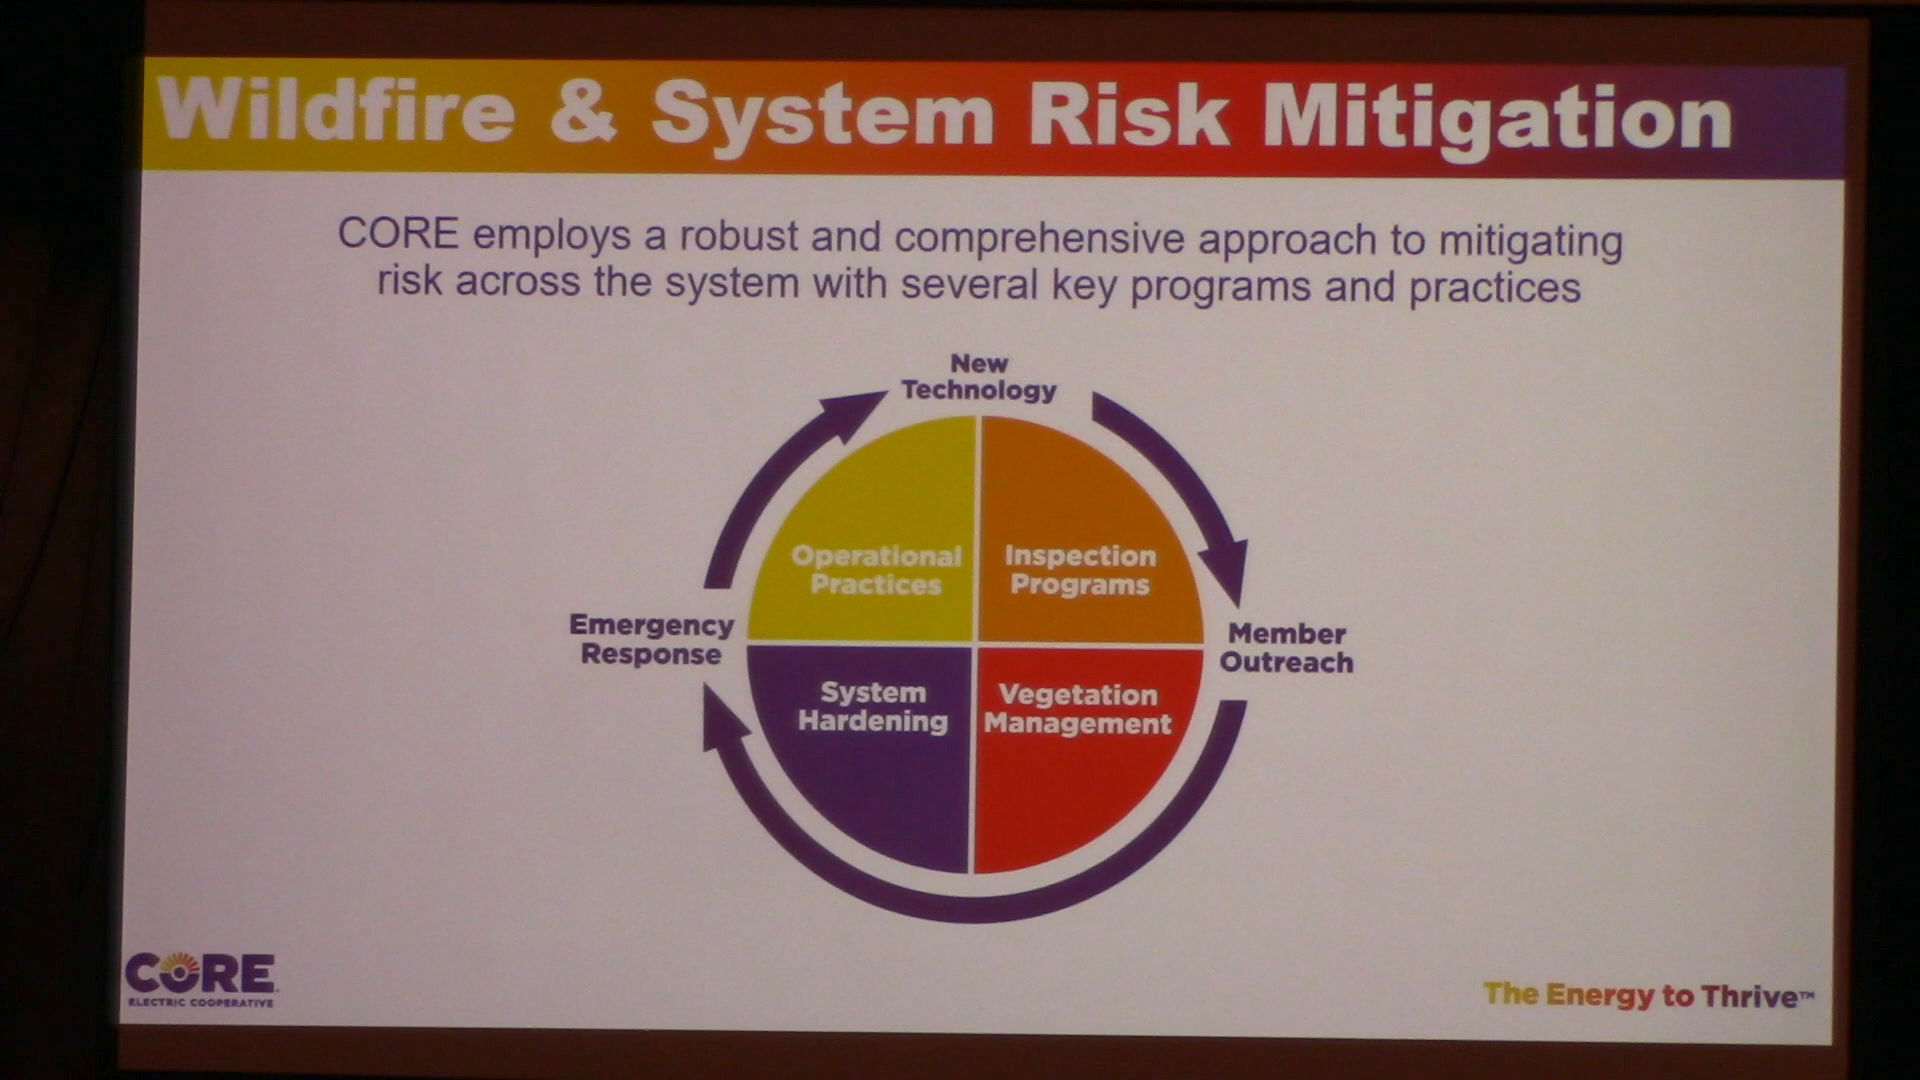 Wildfire & System Risk Mitigation
CORE employs a robust and comprehensive approach to mitigating
risk across the system with several key programs and practices
New
Technology
Operational
Practices
Inspection
Programs
Emergency
Response
Member
Outreach
System
Hardening
Vegetation
Management
CORE
ELECTRIC COOPERATIVE
The Energy to Thrive™